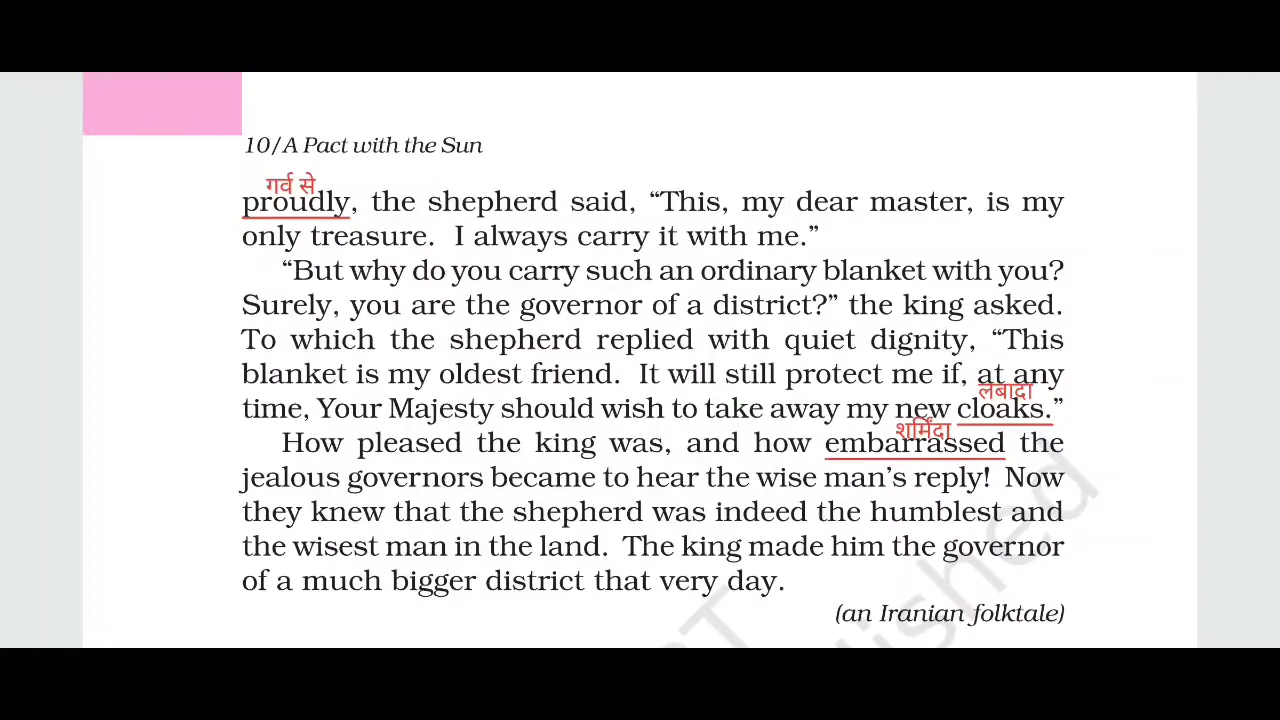 10/A Pact with the Sun
गर्व से
proudly, the shepherd said, “This, my dear master, is my
only treasure. I always carry it with me.”
“But why do you carry such an ordinary blanket with you?
Surely, you are the governor of a district?” the king asked.
To which the shepherd replied with quiet dignity, “This
blanket is my oldest friend. It will still protect me if, at any
लबादा
time, Your Majesty should wish to take away my new cloaks.”
शर्मिंदा
How pleased the king was, and how embarrassed the
jealous governors became to hear the wise man’s reply! Now
they knew that the shepherd was indeed the humblest and
the wisest man in the land. The king made him the governor
of a much bigger district that very day.
(an Iranian folktale)